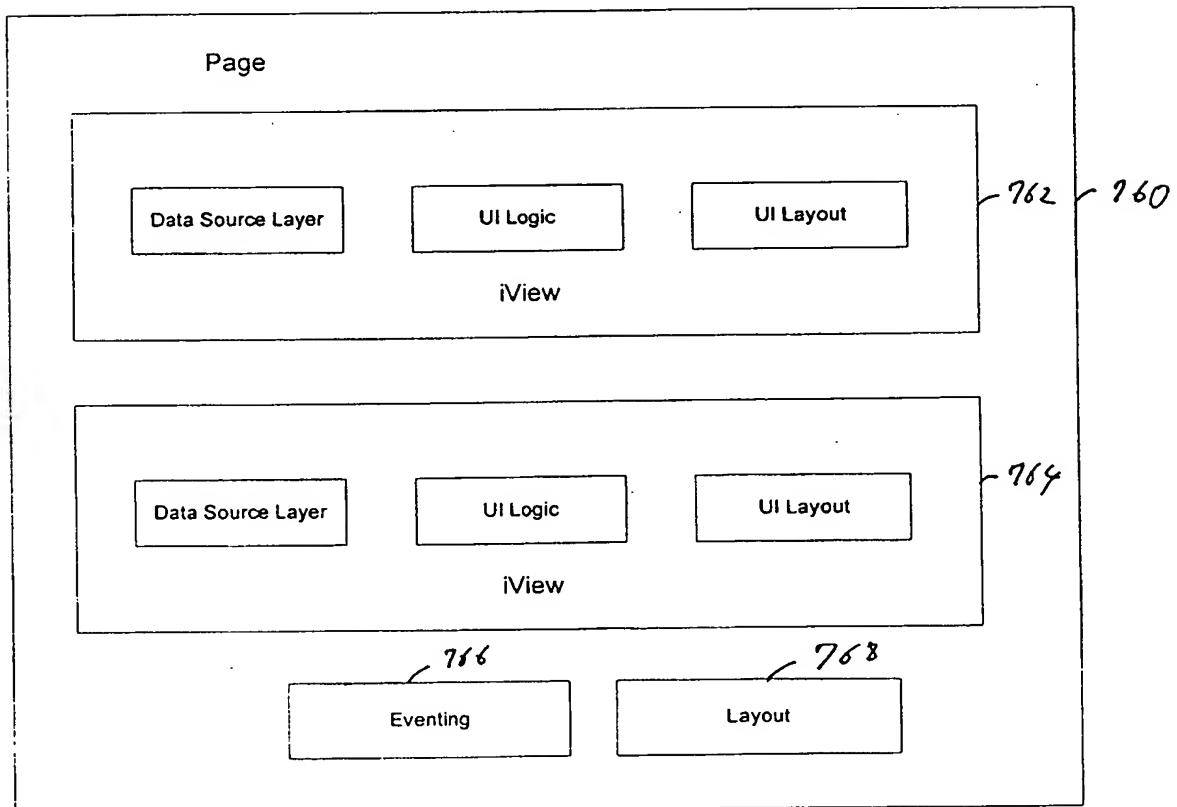 Page
Data Source Layer UI Logic UI Layout
iView
762
760
Data Source Layer UI Logic UI Layout
iView
764
766
768
Eventing Layout